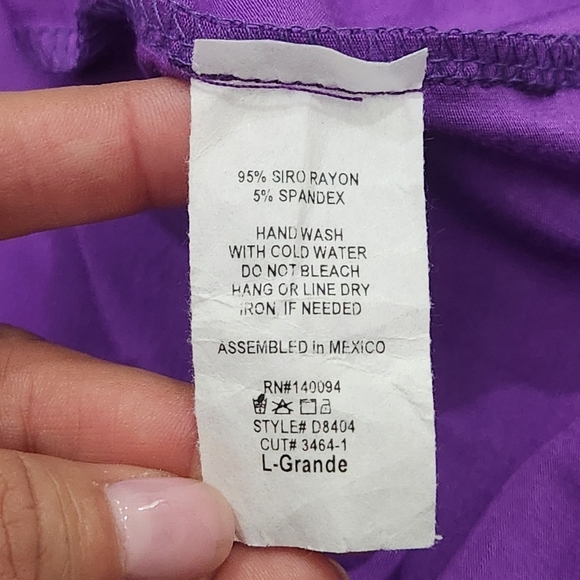 95% SIRO RAYON
5% SPANDEX
HAND WASH
WITH COLD WATER
DO NOT BLEACH
HANG OR LINE DRY
IRON, IF NEEDED
ASSEMBLED in MEXICO
RN#140094
STYLE# D8404
CUT# 3464-1
L-Grande